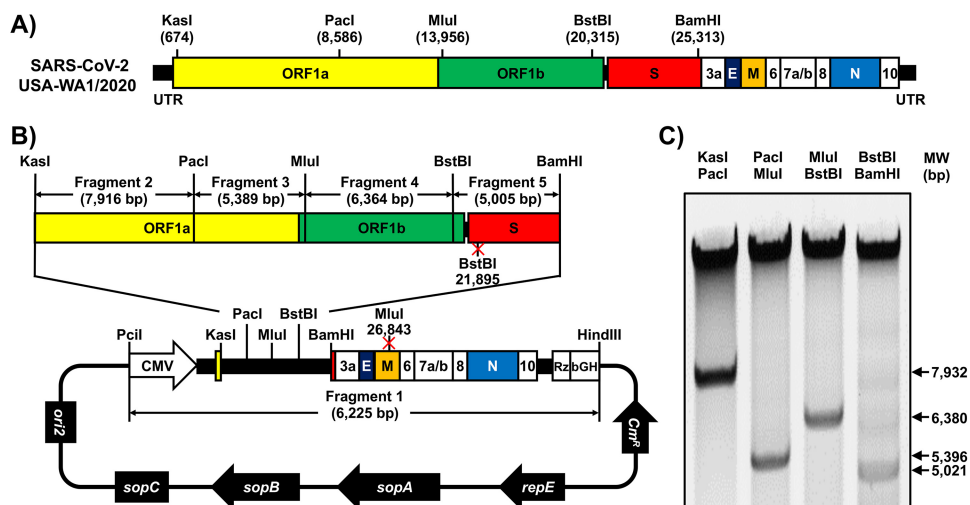 A)
SARS-CoV-2
USA-WA1/2020
KasI
(674)
PacI
(8,586)
MluI
(13,956)
BstBI
(20,315)
BamHI
(25,313)
ORF1a
ORF1b
S
3a
E
M
6
7a/b
8
N
10
UTR
UTR
B)
KasI
PacI
MluI
BstBI
BamHI
Fragment 2
(7,916 bp)
Fragment 3
(5,389 bp)
Fragment 4
(6,364 bp)
Fragment 5
(5,005 bp)
ORF1a
ORF1b
S
BstBI
21,895
PciI
KasI
PacI
MluI
BstBI
BamHI
MluI
26,843
HindIII
CMV
3a
E
M
6
7a/b
8
N
10
Rz
bGH
Fragment 1
(6,225 bp)
ori2
sopC
sopB
sopA
repE
CmR
C)
KasI
PacI
PacI
MluI
MluI
BstBI
BstBI
BamHI
MW
(bp)
7,932
6,380
5,396
5,021